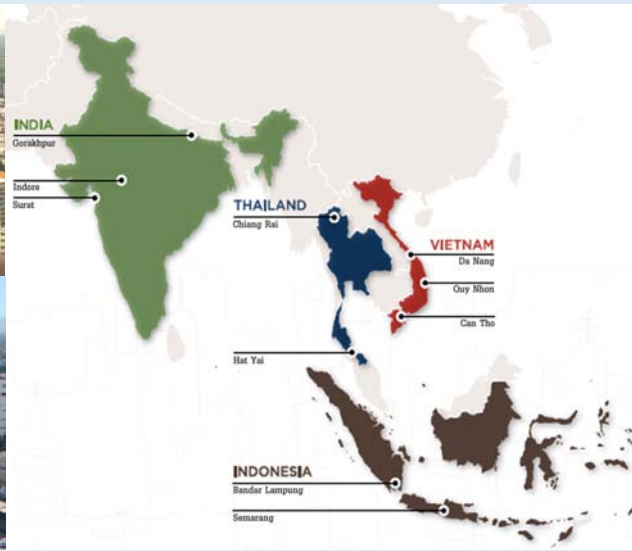 INDIA
Gorakhpur
Indore
Surat
THAILAND
Chiang Rai
Hat Yai
VIETNAM
Da Nang
Quy Nhon
Can Tho
INDONESIA
Bandar Lampung
Semarang